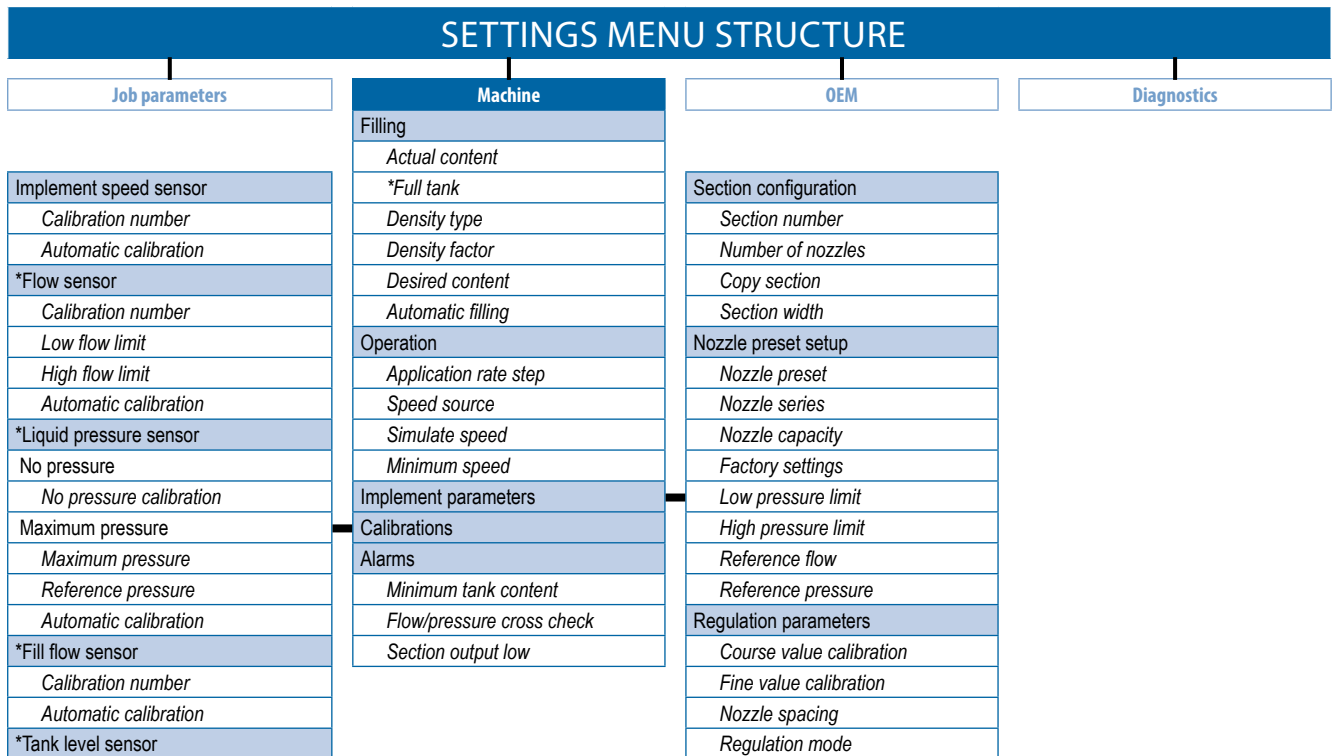 SETTINGS MENU STRUCTURE
Job parameters
Machine
OEM
Diagnostics
Implement speed sensor
Calibration number
Automatic calibration
*Flow sensor
Calibration number
Low flow limit
High flow limit
Automatic calibration
*Liquid pressure sensor
No pressure
No pressure calibration
Maximum pressure
Maximum pressure
Reference pressure
Automatic calibration
*Fill flow sensor
Calibration number
Automatic calibration
*Tank level sensor
Filling
Actual content
*Full tank
Density type
Density factor
Desired content
Automatic filling
Operation
Application rate step
Speed source
Simulate speed
Minimum speed
Implement parameters
Calibrations
Alarms
Minimum tank content
Flow/pressure cross check
Section output low
Section configuration
Section number
Number of nozzles
Copy section
Section width
Nozzle preset setup
Nozzle preset
Nozzle series
Nozzle capacity
Factory settings
Low pressure limit
High pressure limit
Reference flow
Reference pressure
Regulation parameters
Course value calibration
Fine value calibration
Nozzle spacing
Regulation mode